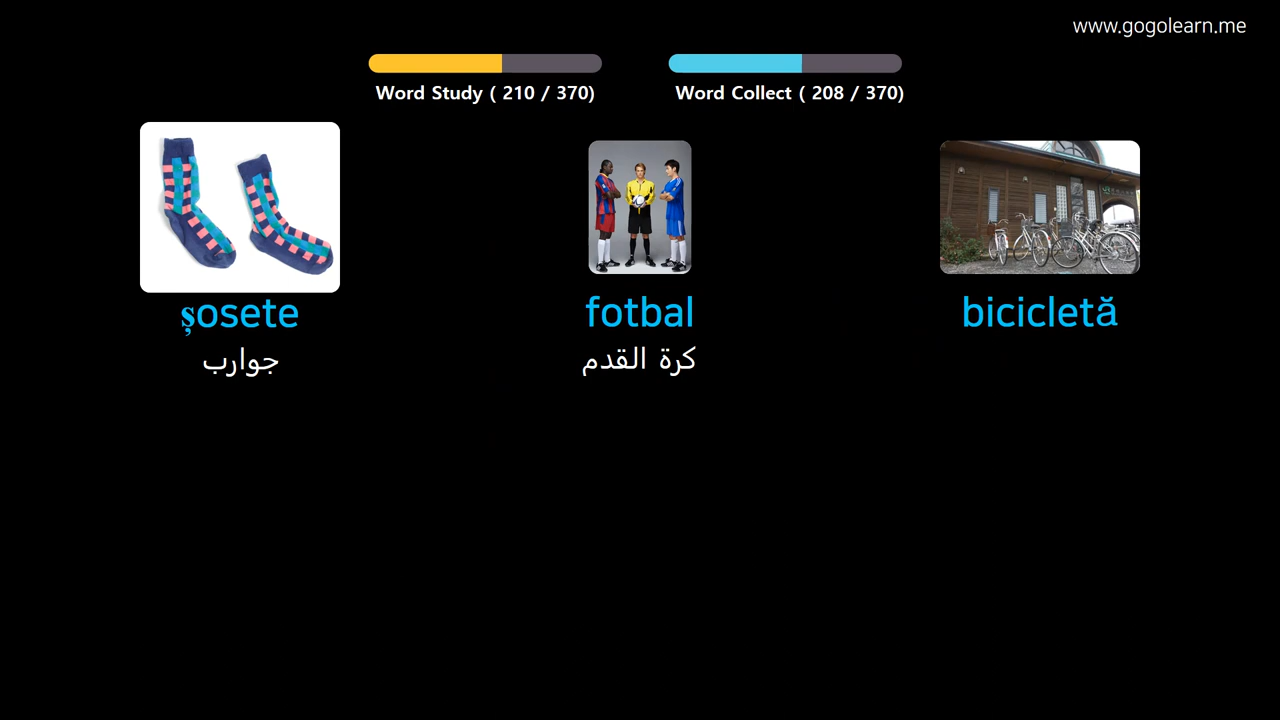 www.gogolearn.me
Word Study ( 210 / 370)
Word Collect ( 208 / 370)
șosete
جوارب
fotbal
كرة القدم
bicicletă